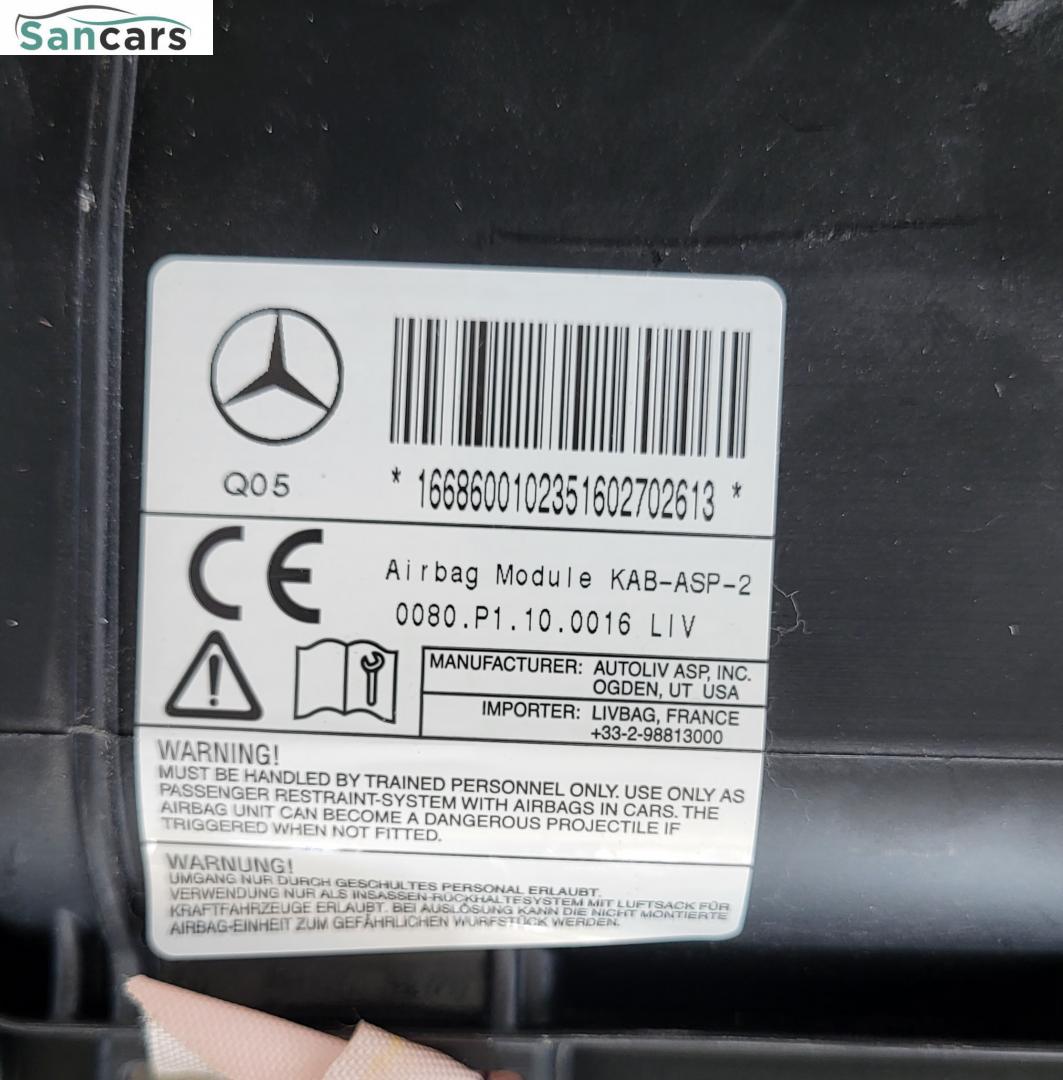 Sancars
Q05
* 1668600102351602702613 *
CE
Airbag Module KAB-ASP-2
0080.P1.10.0016 LIV
MANUFACTURER: AUTOLIV ASP, INC.
OGDEN, UT USA
IMPORTER: LIVBAG, FRANCE
+33-2-98813000
WARNING!
MUST BE HANDLED BY TRAINED PERSONNEL ONLY. USE ONLY AS
PASSENGER RESTRAINT-SYSTEM WITH AIRBAGS IN CARS. THE
AIRBAG UNIT CAN BECOME A DANGEROUS PROJECTILE IF
TRIGGERED WHEN NOT FITTED.
WARNUNG!
UMGANG NUR DURCH GESCHULTES PERSONAL ERLAUBT.
VERWENDUNG NUR ALS INSASSEN-RÜCKHALTESYSTEM MIT LUFTSACK FÜR
KRAFTFAHRZEUGE ERLAUBT. BEI AUSLÖSUNG KANN DIE NICHT MONTIERTE
AIRBAG-EINHEIT ZUM GEFÄHRLICHEN WURFSTÜCK WERDEN.